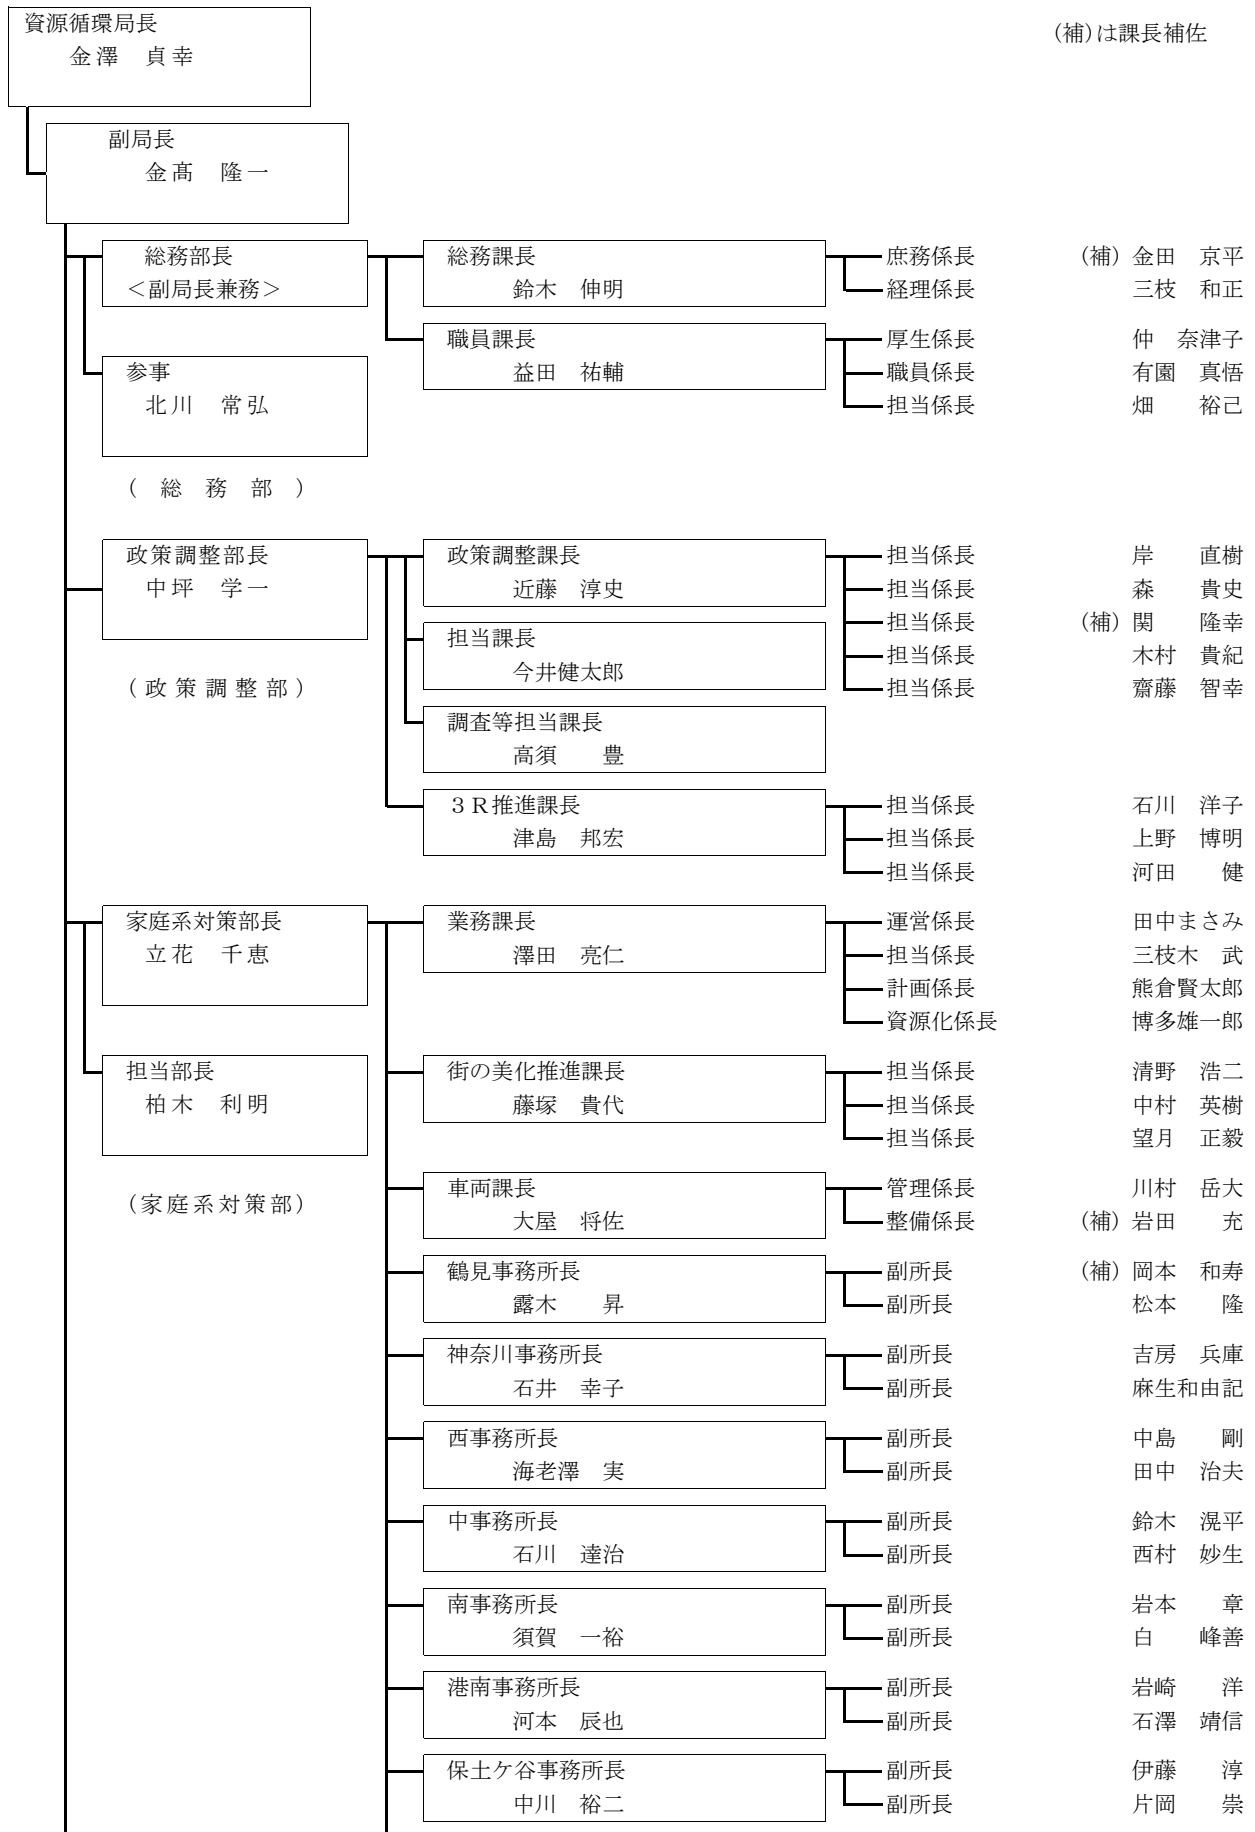 資源循環局長
金澤　貞幸
(補)は課長補佐
副局長
金髙　隆一
総務部長
＜副局長兼務＞
総務課長
鈴木　伸明
庶務係長　(補) 金田　京平
経理係長　三枝　和正
職員課長
益田　祐輔
厚生係長　仲　奈津子
職員係長　有園　真悟
担当係長　畑　　裕己
参事
北川　常弘
(　総　務　部　)
政策調整部長
中坪　学一
(政策調整部)
政策調整課長
近藤　淳史
担当係長　岸　　直樹
担当係長　森　　貴史
担当係長　(補) 関　　隆幸
担当係長　木村　貴紀
担当係長　齋藤　智幸
担当課長
今井健太郎
調査等担当課長
高須　　豊
３Ｒ推進課長
津島　邦宏
担当係長　石川　洋子
担当係長　上野　博明
担当係長　河田　　健
家庭系対策部長
立花　千恵
担当部長
柏木　利明
(家庭系対策部)
業務課長
澤田　亮仁
運営係長　田中まさみ
担当係長　三枝木　武
計画係長　熊倉賢太郎
資源化係長　博多雄一郎
街の美化推進課長
藤塚　貴代
担当係長　清野　浩二
担当係長　中村　英樹
担当係長　望月　正毅
車両課長
大屋　将佐
管理係長　川村　岳大
整備係長　(補) 岩田　　充
鶴見事務所長
露木　　昇
副所長　(補) 岡本　和寿
副所長　松本　　隆
神奈川事務所長
石井　幸子
副所長　吉房　兵庫
副所長　麻生和由記
西事務所長
海老澤　実
副所長　中島　　剛
副所長　田中　治夫
中事務所長
石川　達治
副所長　鈴木　滉平
副所長　西村　妙生
南事務所長
須賀　一裕
副所長　岩本　　章
副所長　白　　峰善
港南事務所長
河本　辰也
副所長　岩崎　　洋
副所長　石澤　靖信
保土ケ谷事務所長
中川　裕二
副所長　伊藤　　淳
副所長　片岡　　崇